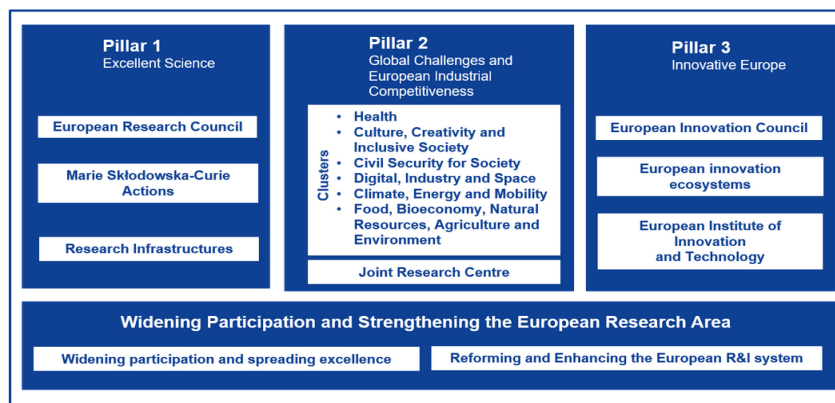 Pillar 1
Excellent Science
European Research Council
Marie Skłodowska-Curie
Actions
Research Infrastructures
Pillar 2
Global Challenges and
European Industrial
Competitiveness
Clusters
• Health
• Culture, Creativity and
Inclusive Society
• Civil Security for Society
• Digital, Industry and Space
• Climate, Energy and Mobility
• Food, Bioeconomy, Natural
Resources, Agriculture and
Environment
Joint Research Centre
Pillar 3
Innovative Europe
European Innovation Council
European innovation
ecosystems
European Institute of
Innovation
and Technology
Widening Participation and Strengthening the European Research Area
Widening participation and spreading excellence
Reforming and Enhancing the European R&I system